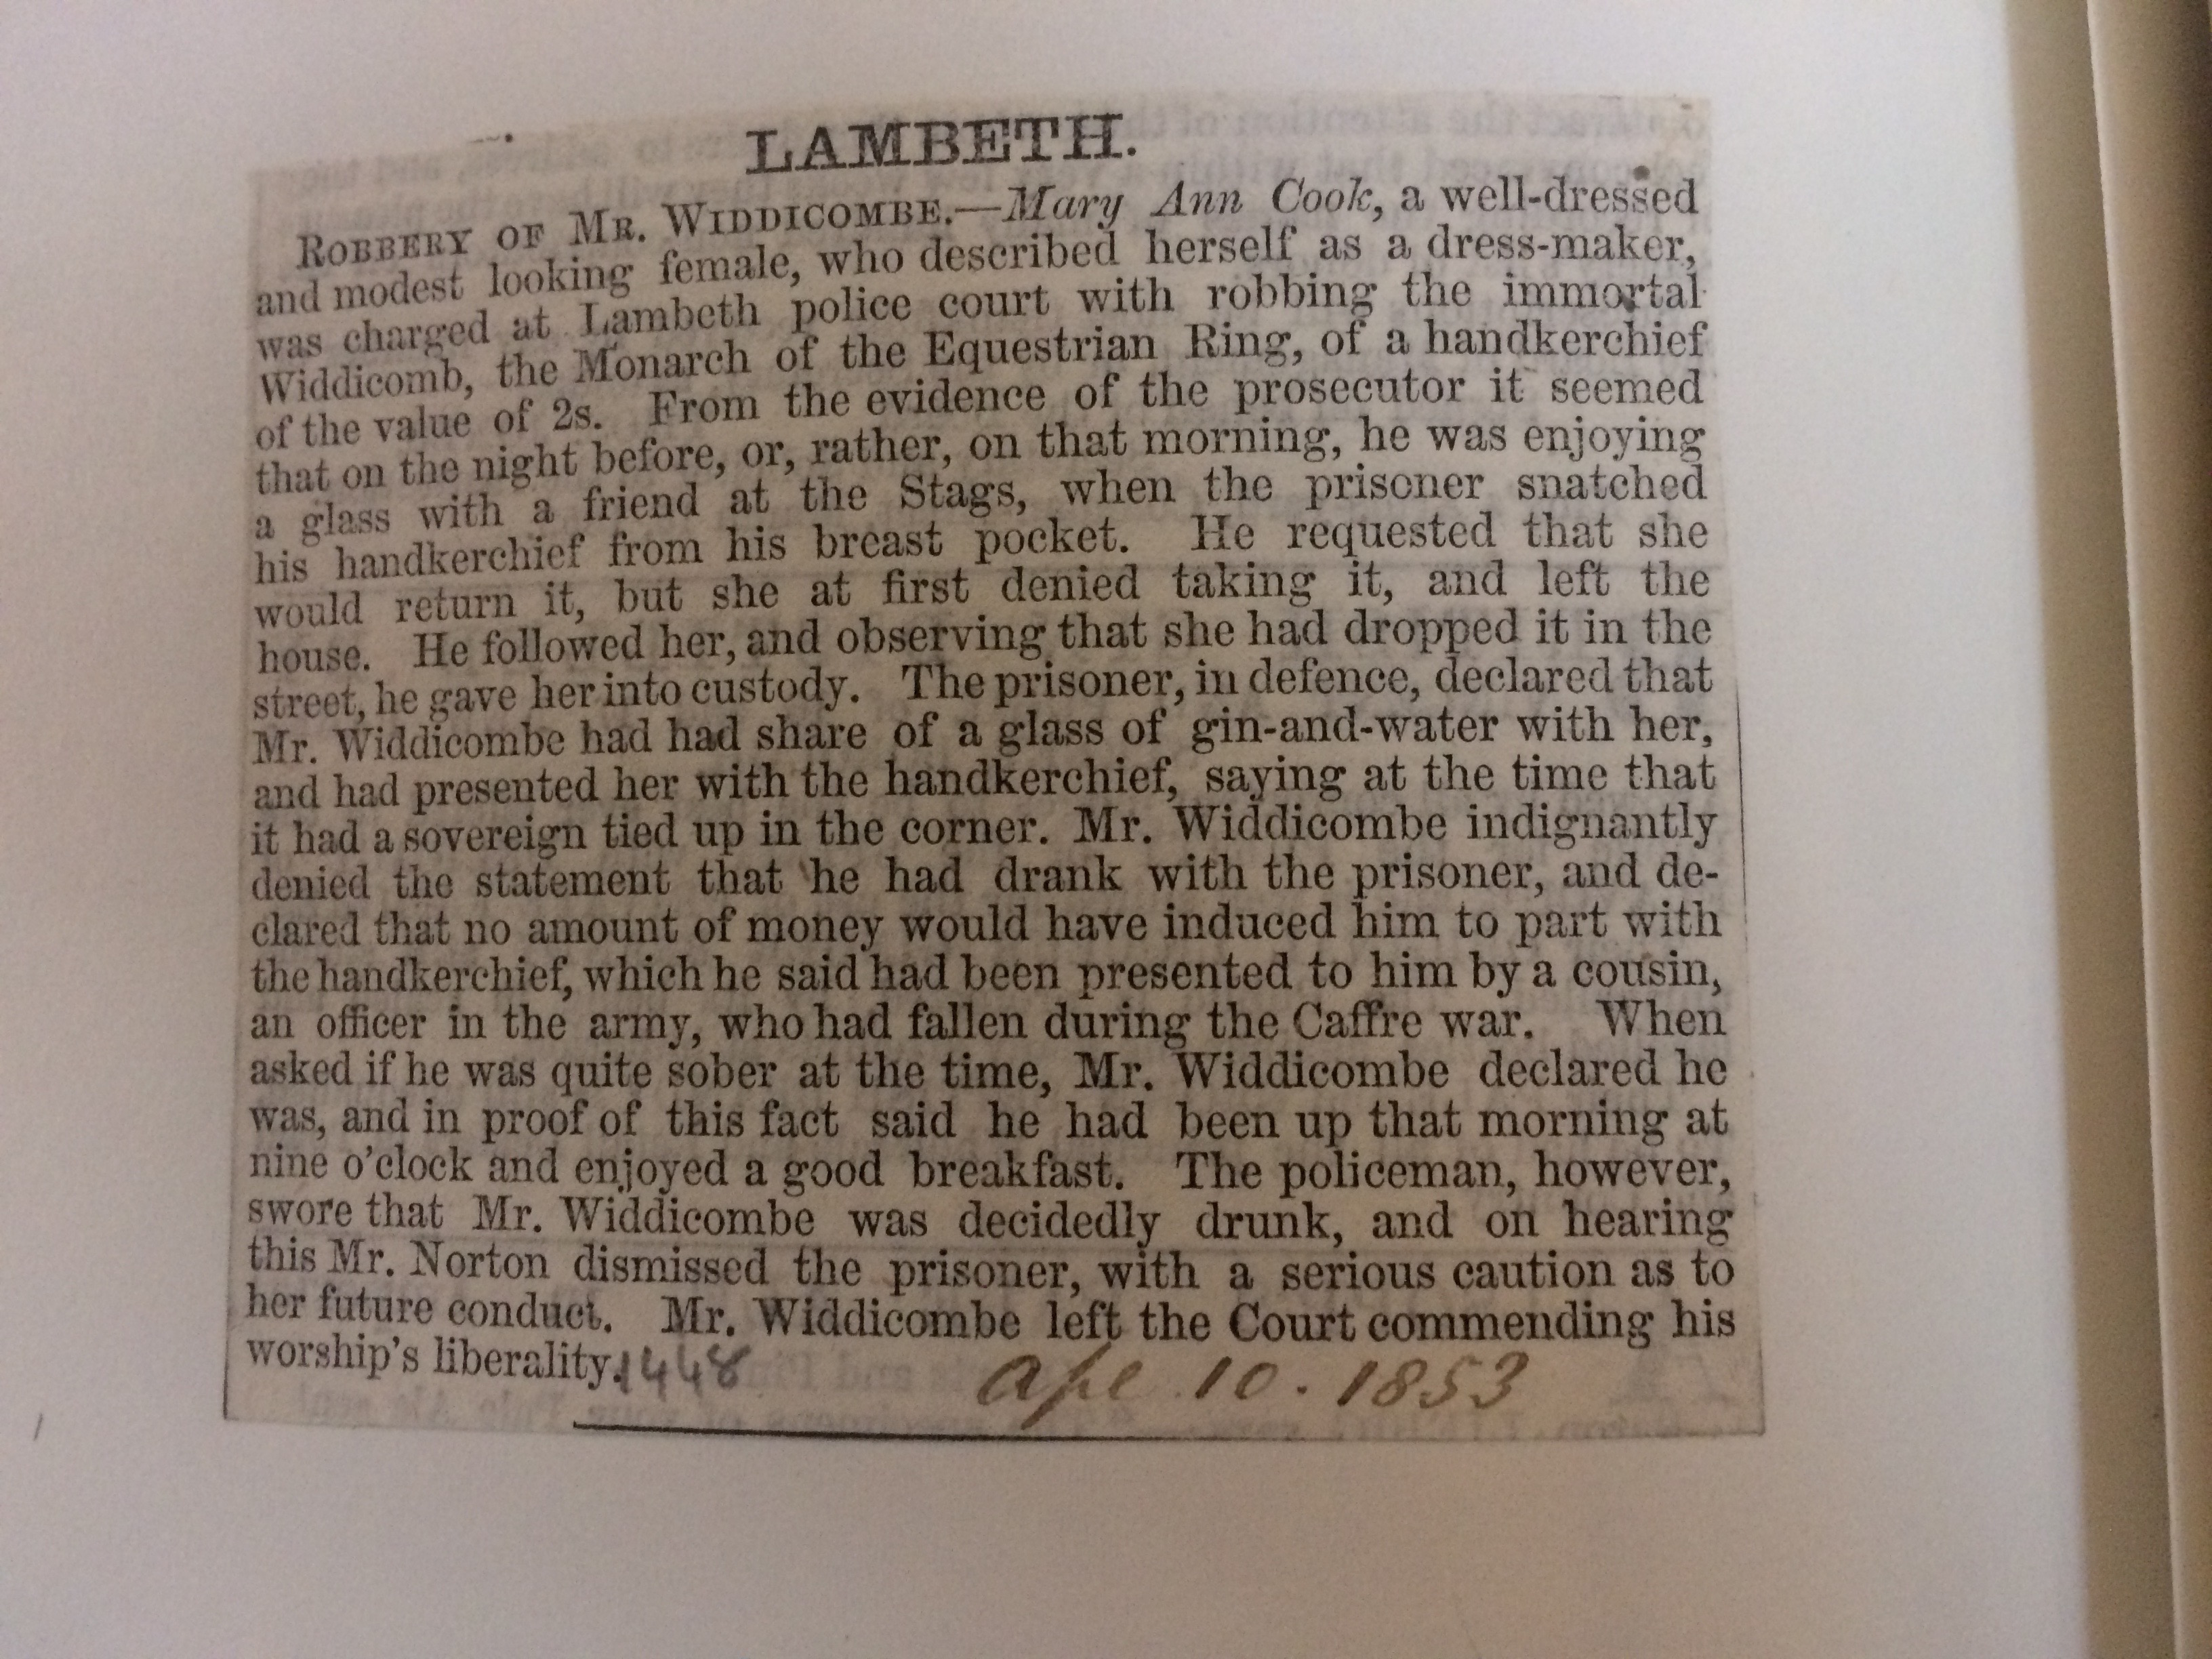 LAMBETH.
ROBBERY OF MR. WIDDICOMBE.—Mary Ann Cook, a well-dressed
and modest looking female, who described herself as a dress-maker,
was charged at Lambeth police court with robbing the immortal
Widdicomb, the Monarch of the Equestrian Ring, of a handkerchief
of the value of 2s. From the evidence of the prosecutor it seemed
that on the night before, or, rather, on that morning, he was enjoying
a glass with a friend at the Stags, when the prisoner snatched
his handkerchief from his breast pocket. He requested that she
would return it, but she at first denied taking it, and left the
house. He followed her, and observing that she had dropped it in the
street, he gave her into custody. The prisoner, in defence, declared that
Mr. Widdicombe had had share of a glass of gin-and-water with her,
and had presented her with the handkerchief, saying at the time that
it had a sovereign tied up in the corner. Mr. Widdicombe indignantly
denied the statement that he had drank with the prisoner, and de-
clared that no amount of money would have induced him to part with
the handkerchief, which he said had been presented to him by a cousin,
an officer in the army, who had fallen during the Caffre war. When
asked if he was quite sober at the time, Mr. Widdicombe declared he
was, and in proof of this fact said he had been up that morning at
nine o'clock and enjoyed a good breakfast. The policeman, however,
swore that Mr. Widdicombe was decidedly drunk, and on hearing
this Mr. Norton dismissed the prisoner, with a serious caution as to
her future conduct. Mr. Widdicombe left the Court commending his
worship's liberality. 1448 Apl 10. 1853